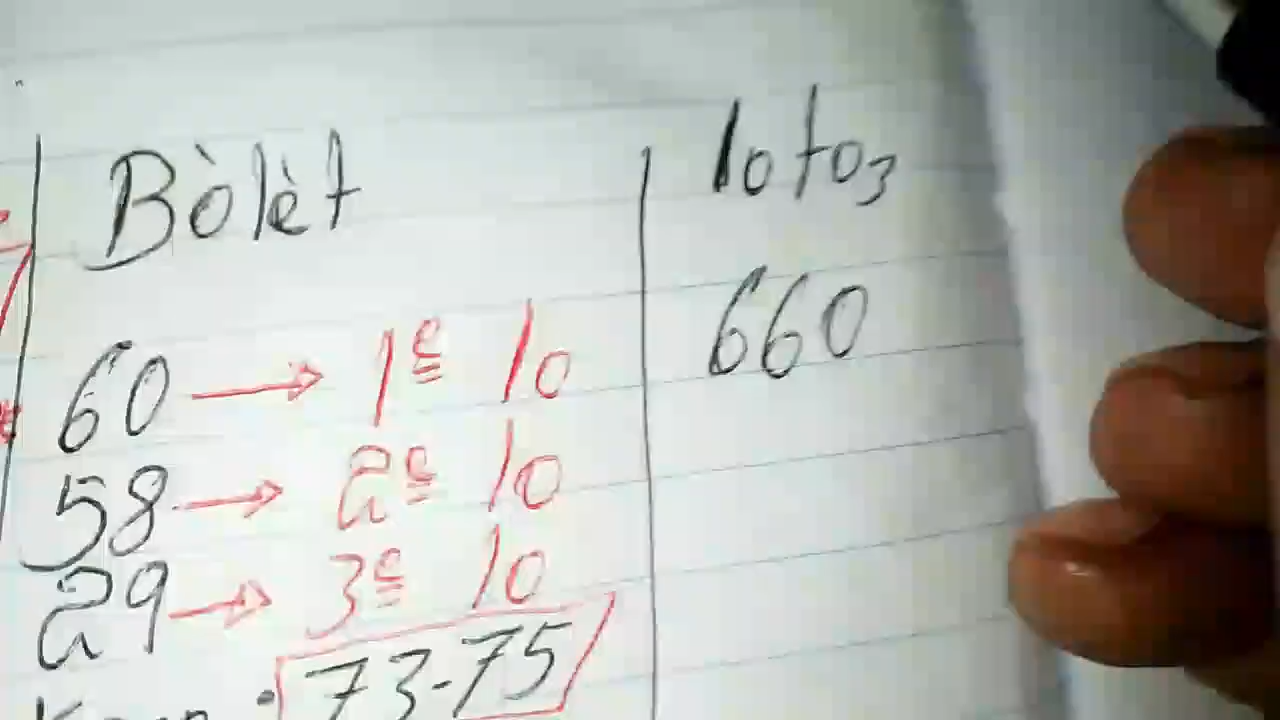 Bòlèt
60 → 1e lo
58 → 2e lo
29 → 3e lo
73-75
loto3
660